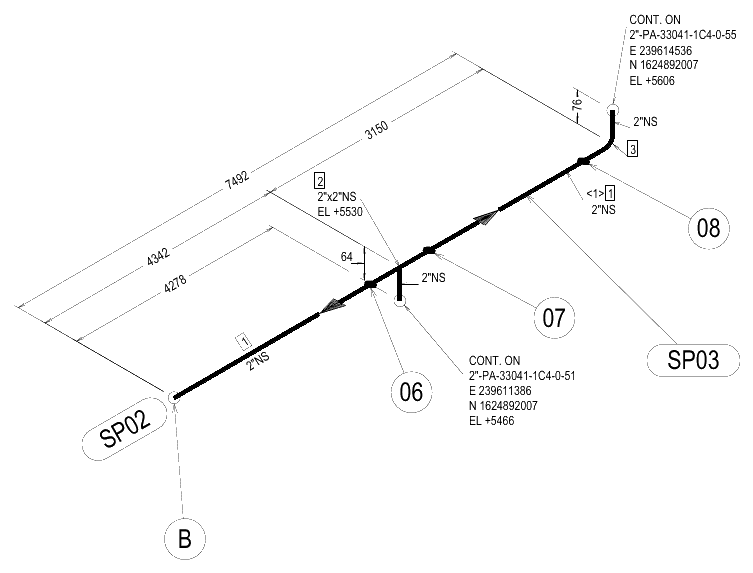 CONT. ON
2"-PA-33041-1C4-0-55
E 239614536
N 1624892007
EL +5606
76
2"NS
3
3150
7492
2
2"x2"NS
EL +5530
<1> 1
2"NS
08
4342
64
4278
2"NS
07
1
2"NS
SP03
06
CONT. ON
2"-PA-33041-1C4-0-51
E 239611386
N 1624892007
EL +5466
SP02
B